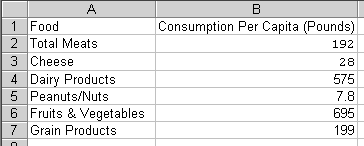 A B
1 Food Consumption Per Capita (Pounds)
2 Total Meats 192
3 Cheese 28
4 Dairy Products 575
5 Peanuts/Nuts 7.8
6 Fruits & Vegetables 695
7 Grain Products 199